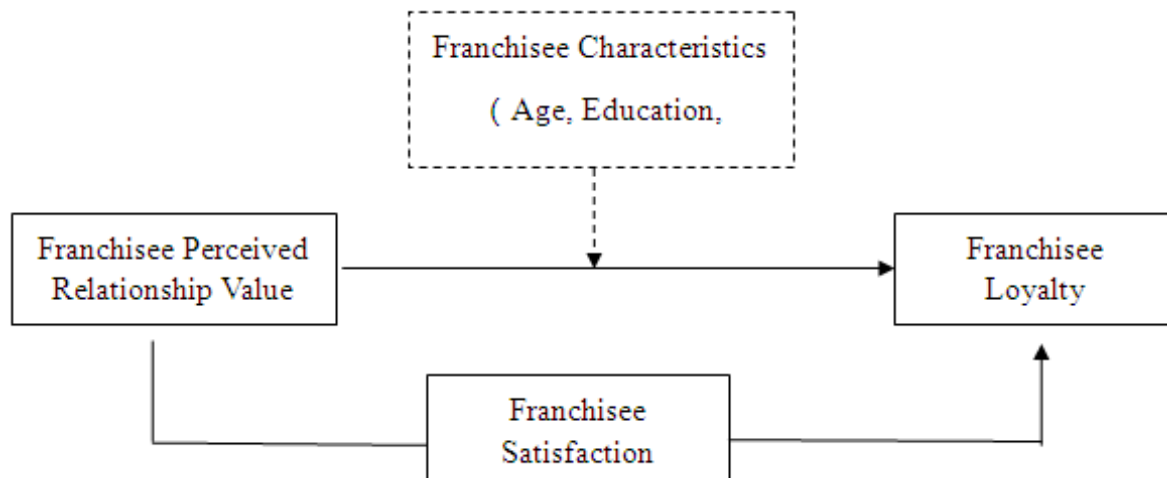 Franchisee Characteristics
( Age, Education,
Franchisee Perceived
Relationship Value
Franchisee
Loyalty
Franchisee
Satisfaction